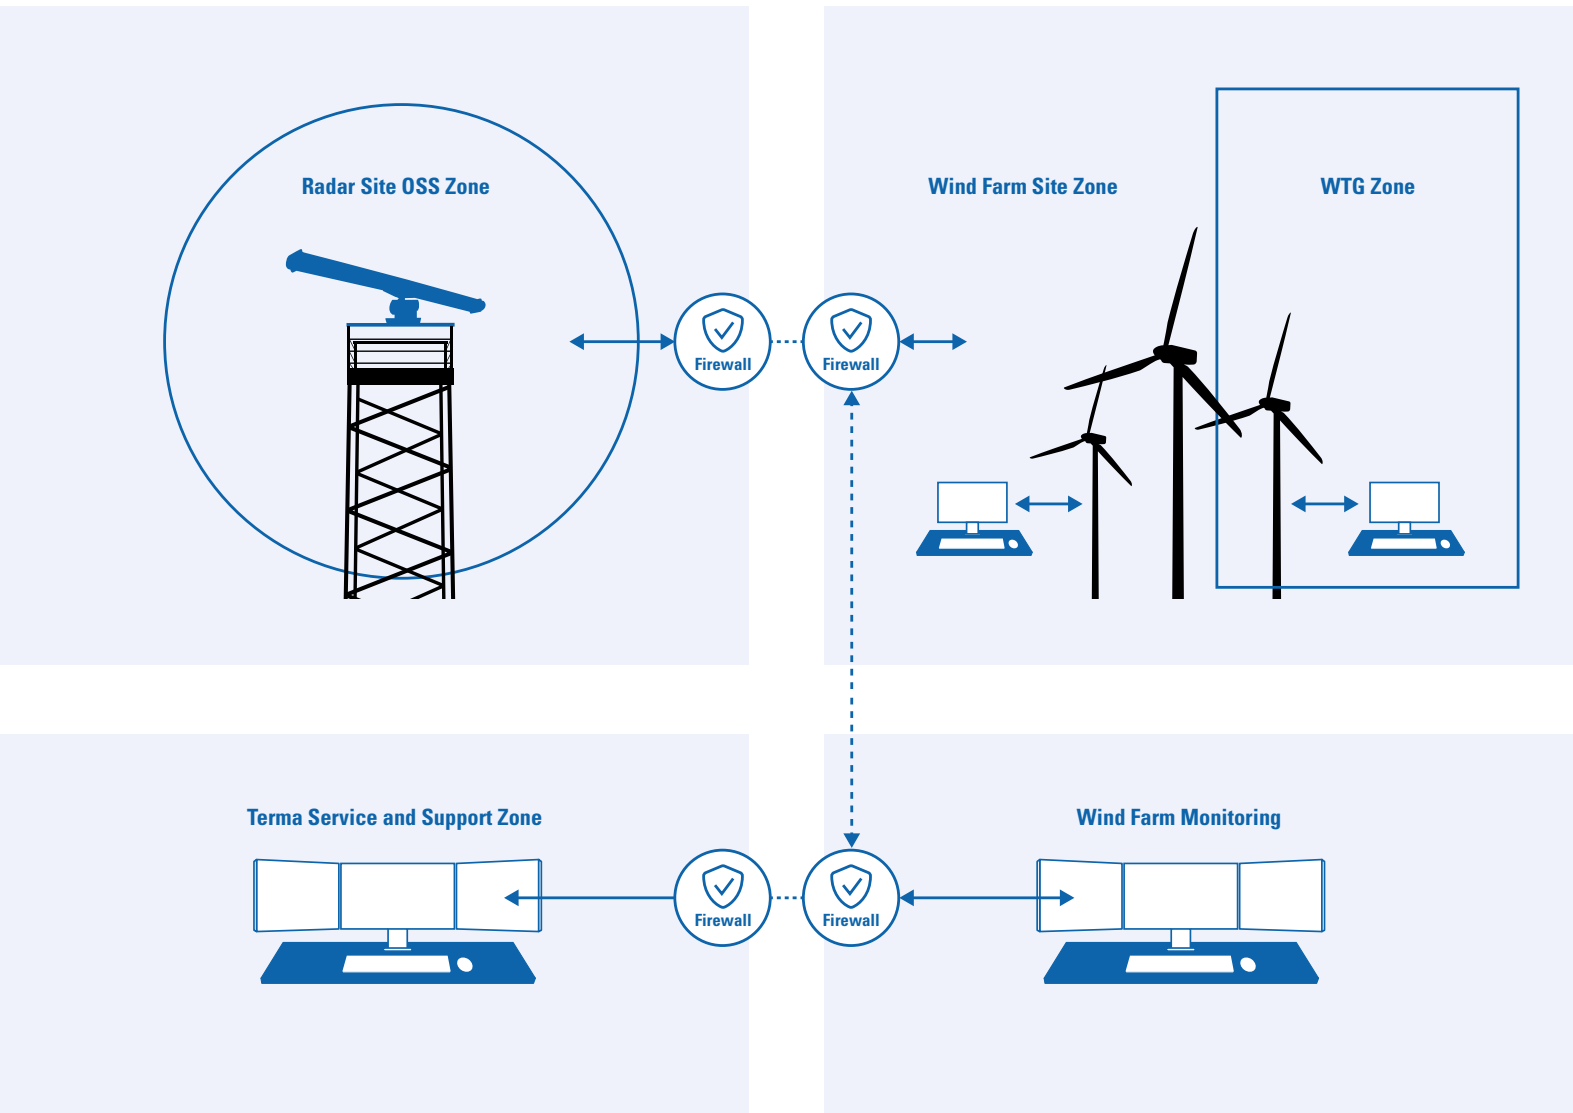 Radar Site OSS Zone
Wind Farm Site Zone
WTG Zone
Firewall
Firewall
Terma Service and Support Zone
Wind Farm Monitoring
Firewall
Firewall